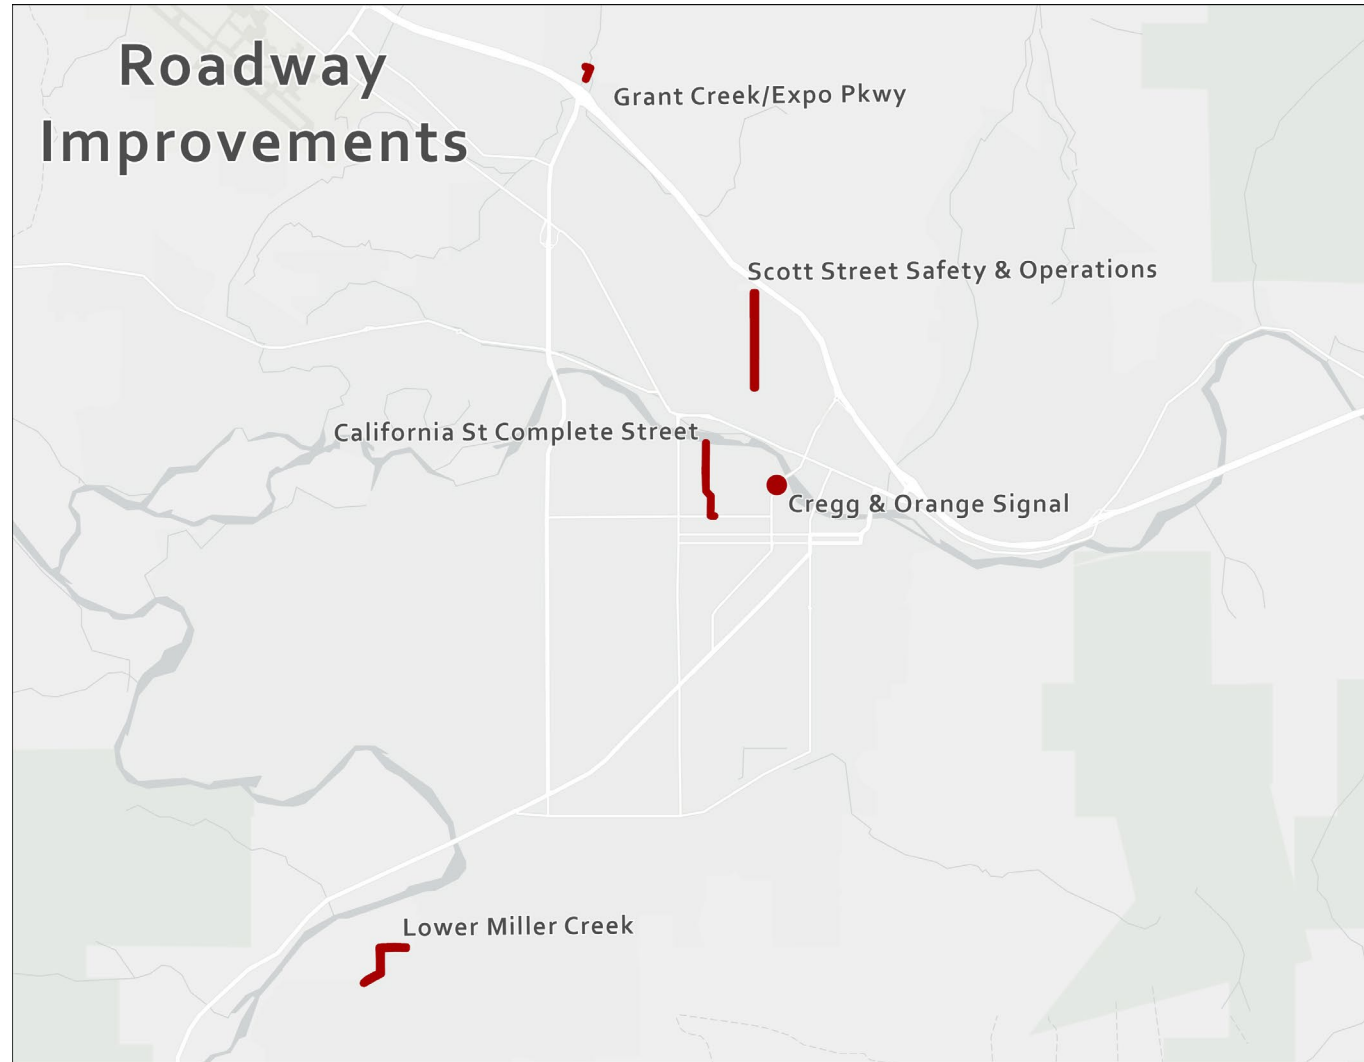 Roadway
Improvements
Grant Creek/Expo Pkwy
Scott Street Safety & Operations
California St Complete Street
Cregg & Orange Signal
Lower Miller Creek